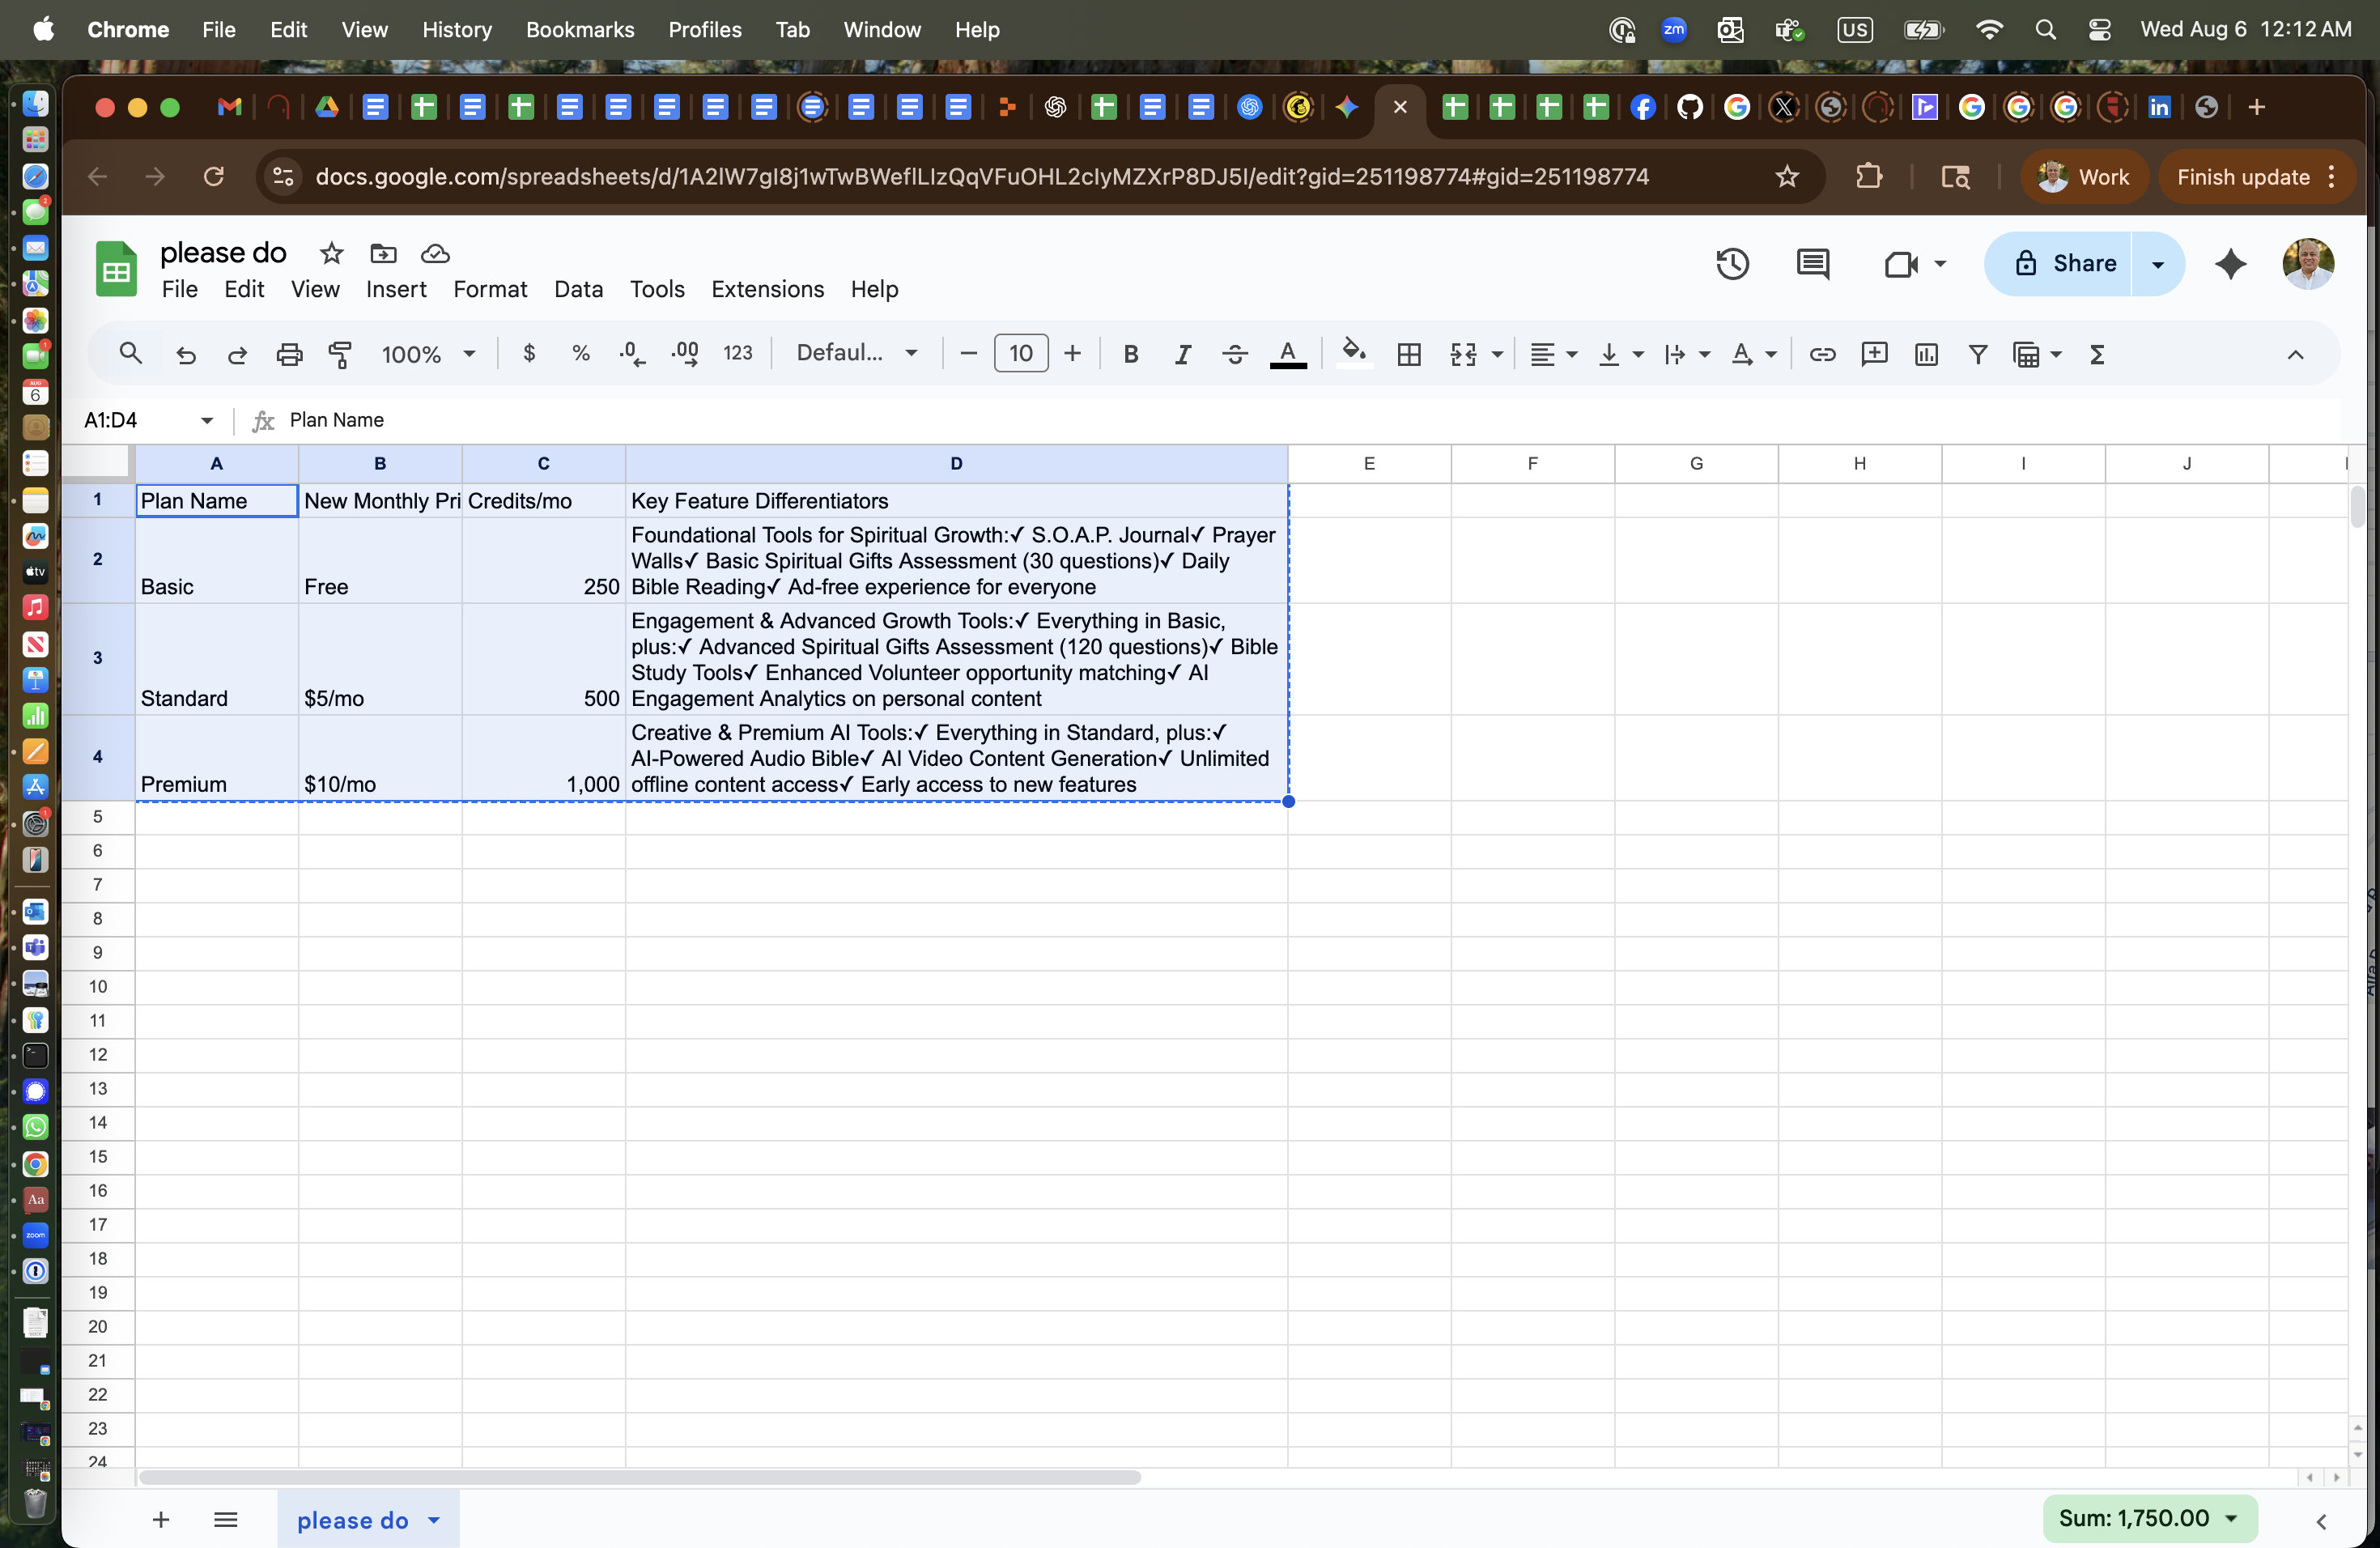 Chrome File Edit View History Bookmarks Profiles Tab Window Help zm US Wed Aug 6 12:12 AM
docs.google.com/spreadsheets/d/1A2IW7gI8j1wTwBWeflLIzQqVFuOHL2cIyMZXrP8DJ5I/edit?gid=251198774#gid=251198774 Work Finish update
please do
File Edit View Insert Format Data Tools Extensions Help
Share
100% $ % .0 .00 123 Defaul... 10 B I S A
A1:D4 fx Plan Name
A B C D E F G H I J
1 Plan Name New Monthly Pri Credits/mo Key Feature Differentiators
Foundational Tools for Spiritual Growth:✓ S.O.A.P. Journal✓ Prayer
2 Walls✓ Basic Spiritual Gifts Assessment (30 questions)✓ Daily
Basic Free 250 Bible Reading✓ Ad-free experience for everyone
Engagement & Advanced Growth Tools:✓ Everything in Basic,
plus:✓ Advanced Spiritual Gifts Assessment (120 questions)✓ Bible
3 Study Tools✓ Enhanced Volunteer opportunity matching✓ AI
Standard $5/mo 500 Engagement Analytics on personal content
Creative & Premium AI Tools:✓ Everything in Standard, plus:✓
4 AI-Powered Audio Bible✓ AI Video Content Generation✓ Unlimited
Premium $10/mo 1,000 offline content access✓ Early access to new features
5
6
7
8
9
10
11
12
13
14
15
16
17
18
19
20
21
22
23
24
please do Sum: 1,750.00
AUG
6
tv
Aa
zoom